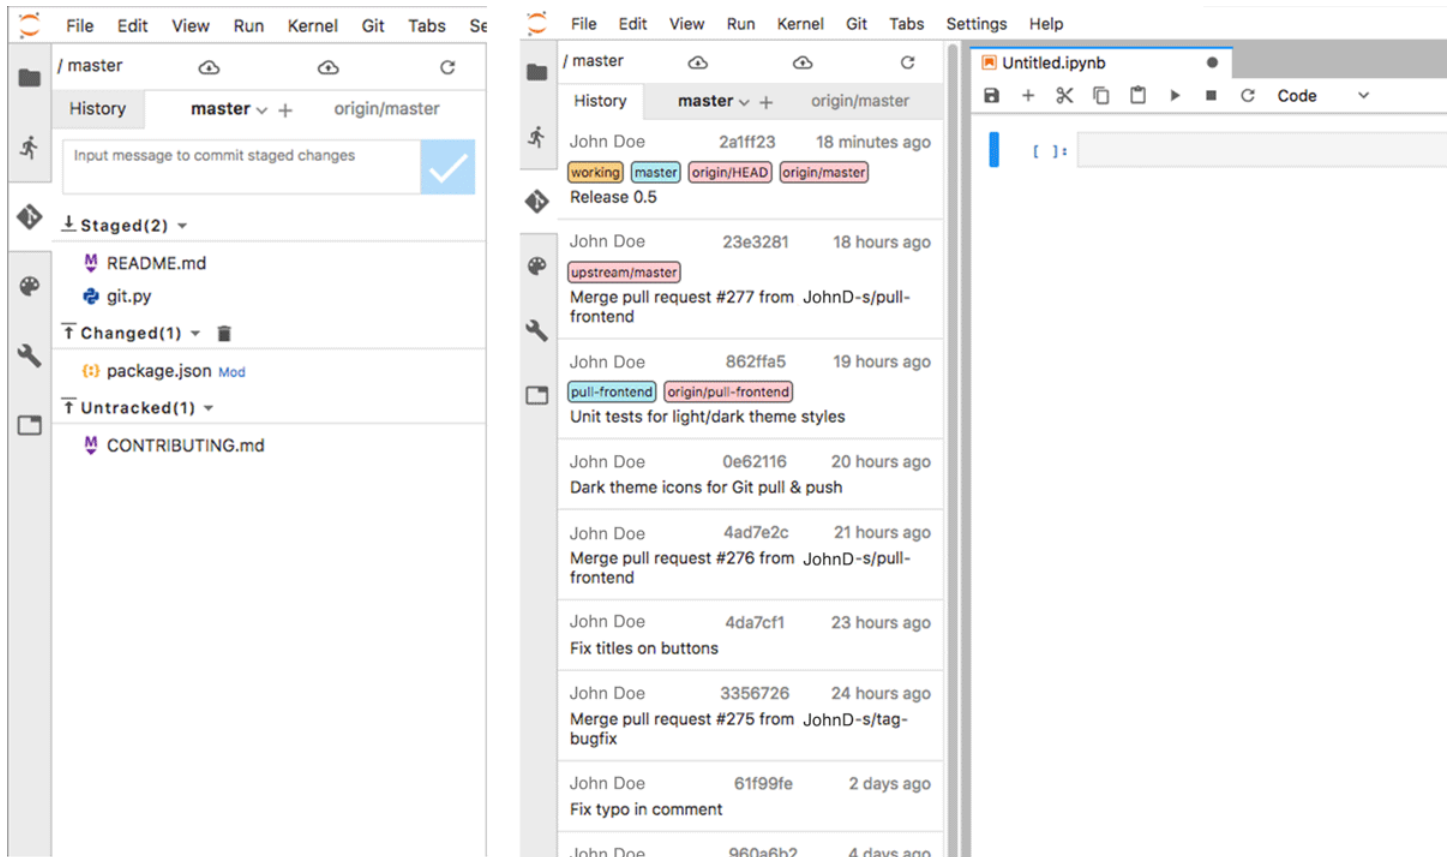 File Edit View Run Kernel Git Tabs Se
/ master
History master + origin/master
Input message to commit staged changes
Staged(2)
README.md
git.py
Changed(1)
package.json Mod
Untracked(1)
CONTRIBUTING.md
File Edit View Run Kernel Git Tabs Settings Help
/ master
History master + origin/master
John Doe 2a1ff23 18 minutes ago
working master origin/HEAD origin/master
Release 0.5
John Doe 23e3281 18 hours ago
upstream/master
Merge pull request #277 from JohnD-s/pull-
frontend
John Doe 862ffa5 19 hours ago
pull-frontend origin/pull-frontend
Unit tests for light/dark theme styles
John Doe 0e62116 20 hours ago
Dark theme icons for Git pull & push
John Doe 4ad7e2c 21 hours ago
Merge pull request #276 from JohnD-s/pull-
frontend
John Doe 4da7cf1 23 hours ago
Fix titles on buttons
John Doe 3356726 24 hours ago
Merge pull request #275 from JohnD-s/tag-
bugfix
John Doe 61f99fe 2 days ago
Fix typo in comment
John Doe 960a6b2 4 days ago
Untitled.ipynb
Code
[ ]: